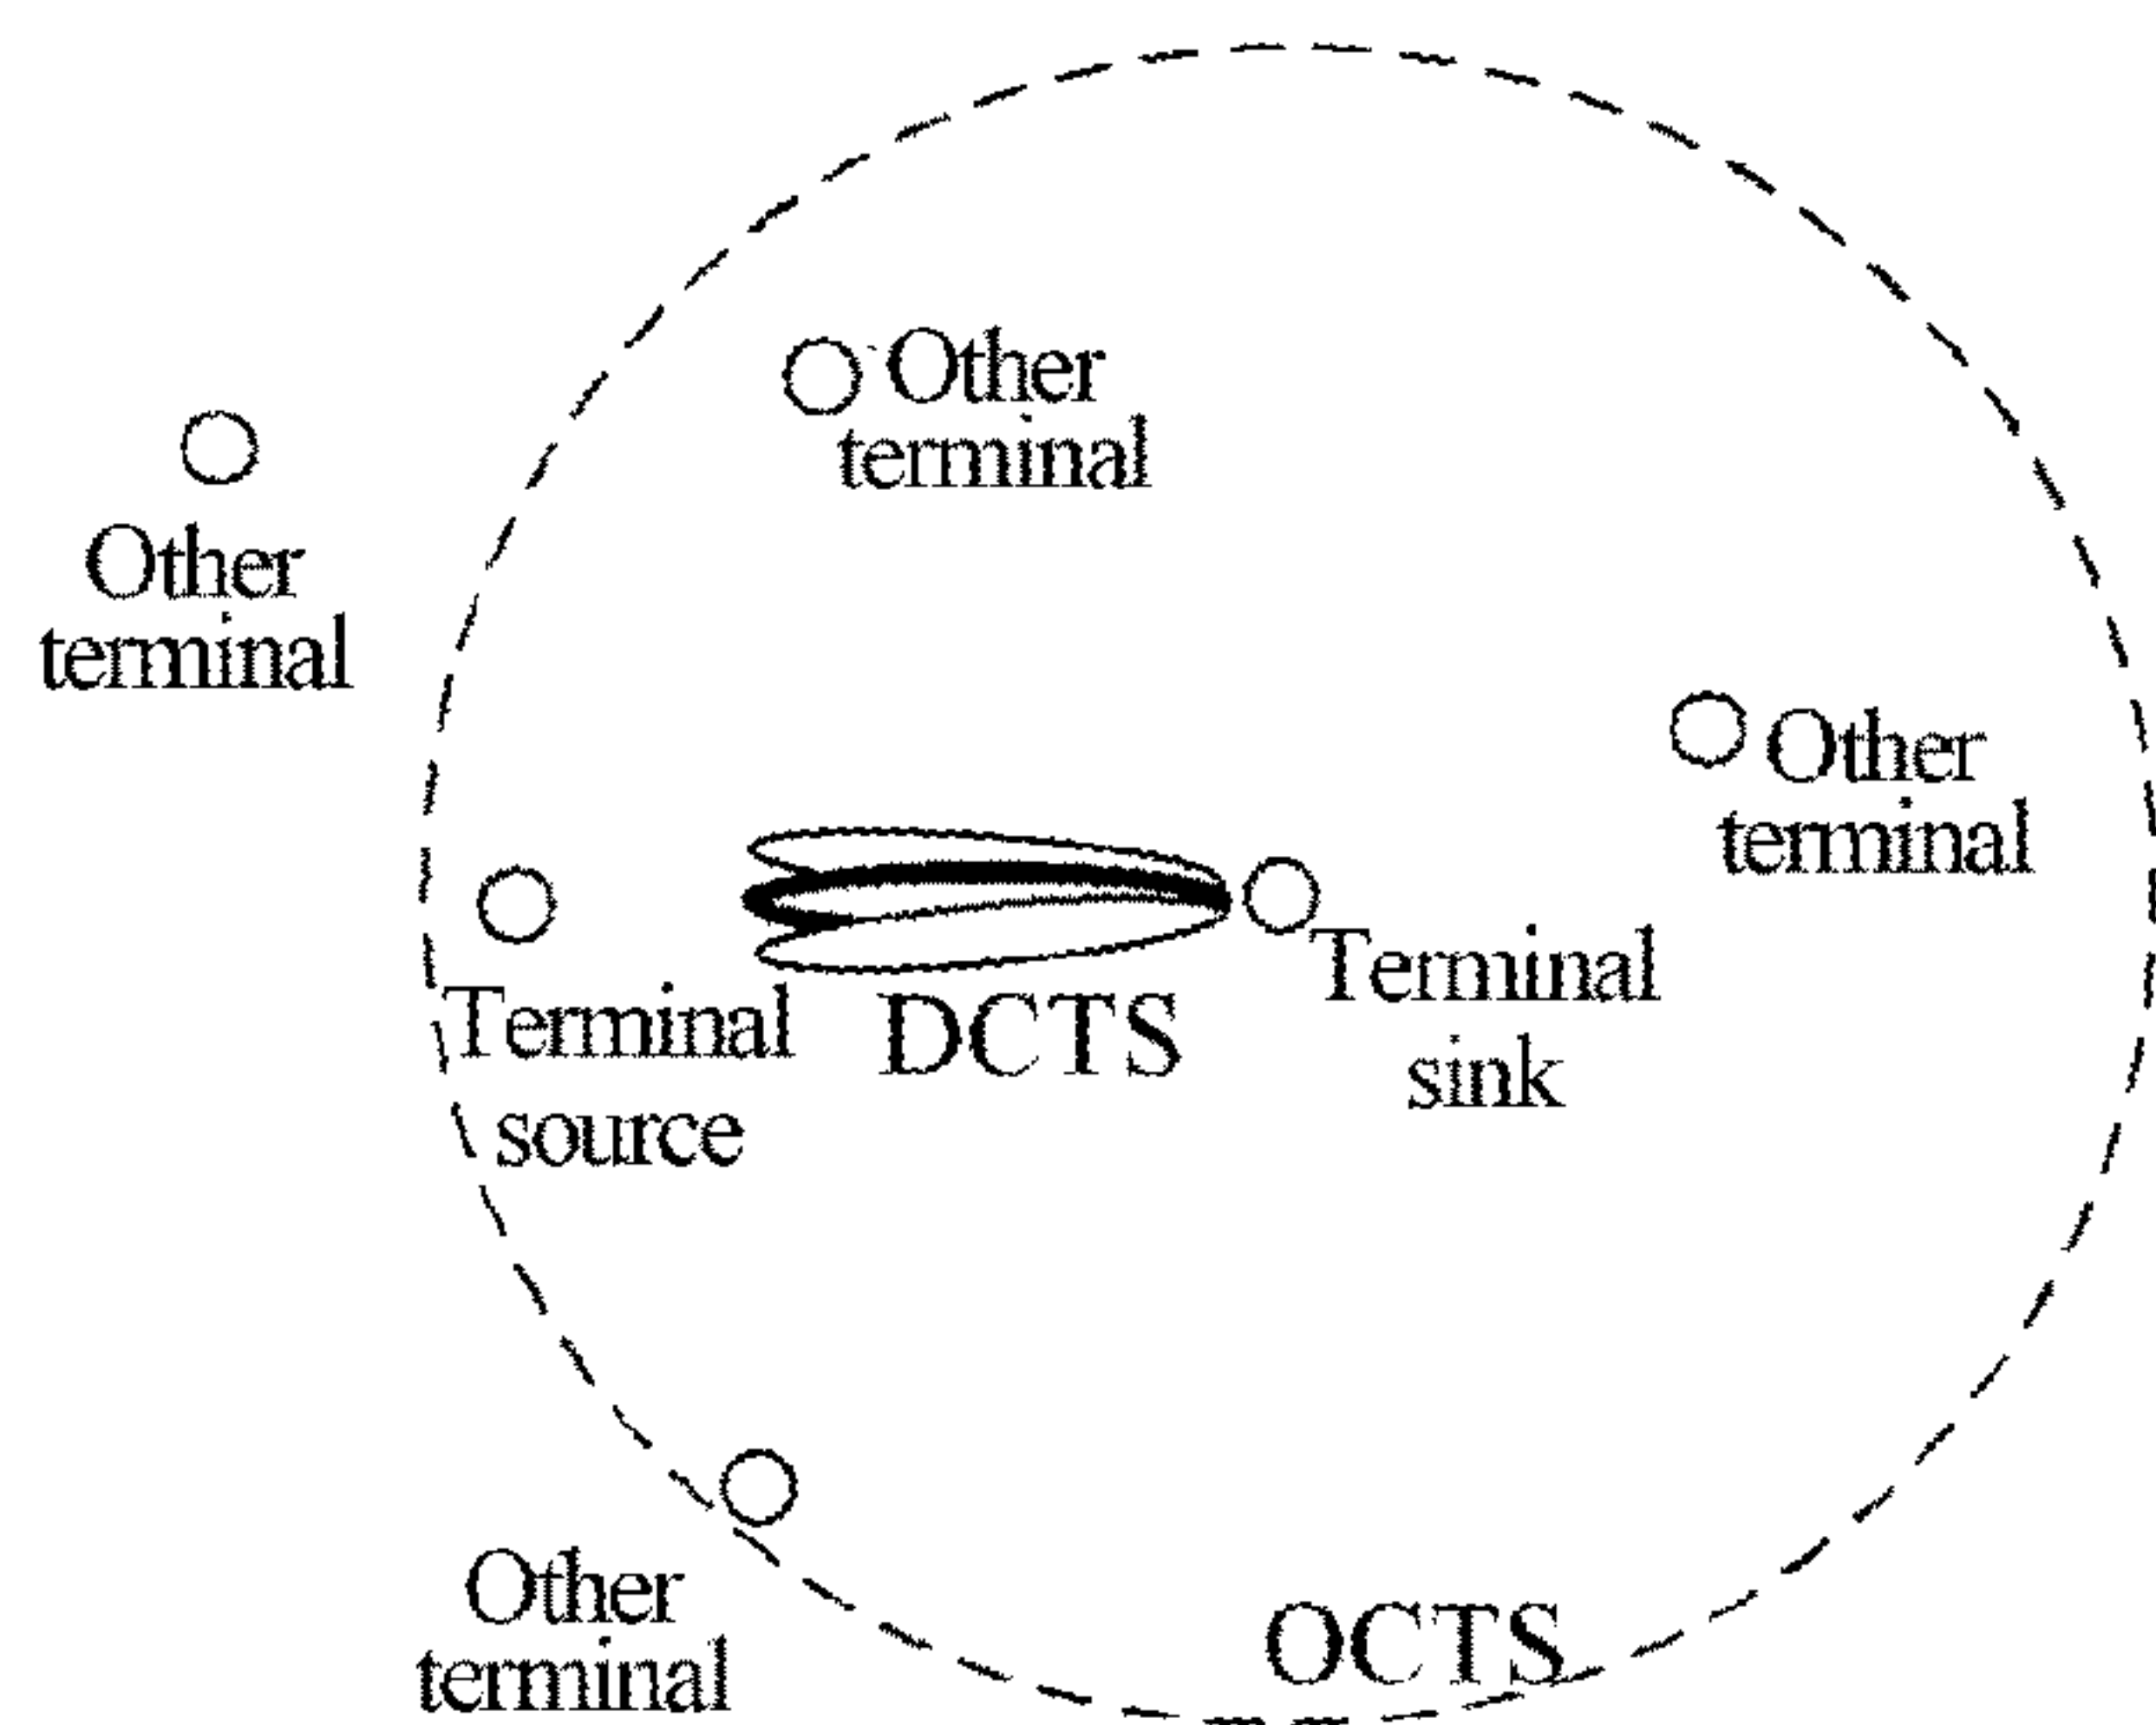 Other
terminal
Other
terminal
Other
terminal
Terminal
source
DCTS
Terminal
sink
Other
terminal
OCTS